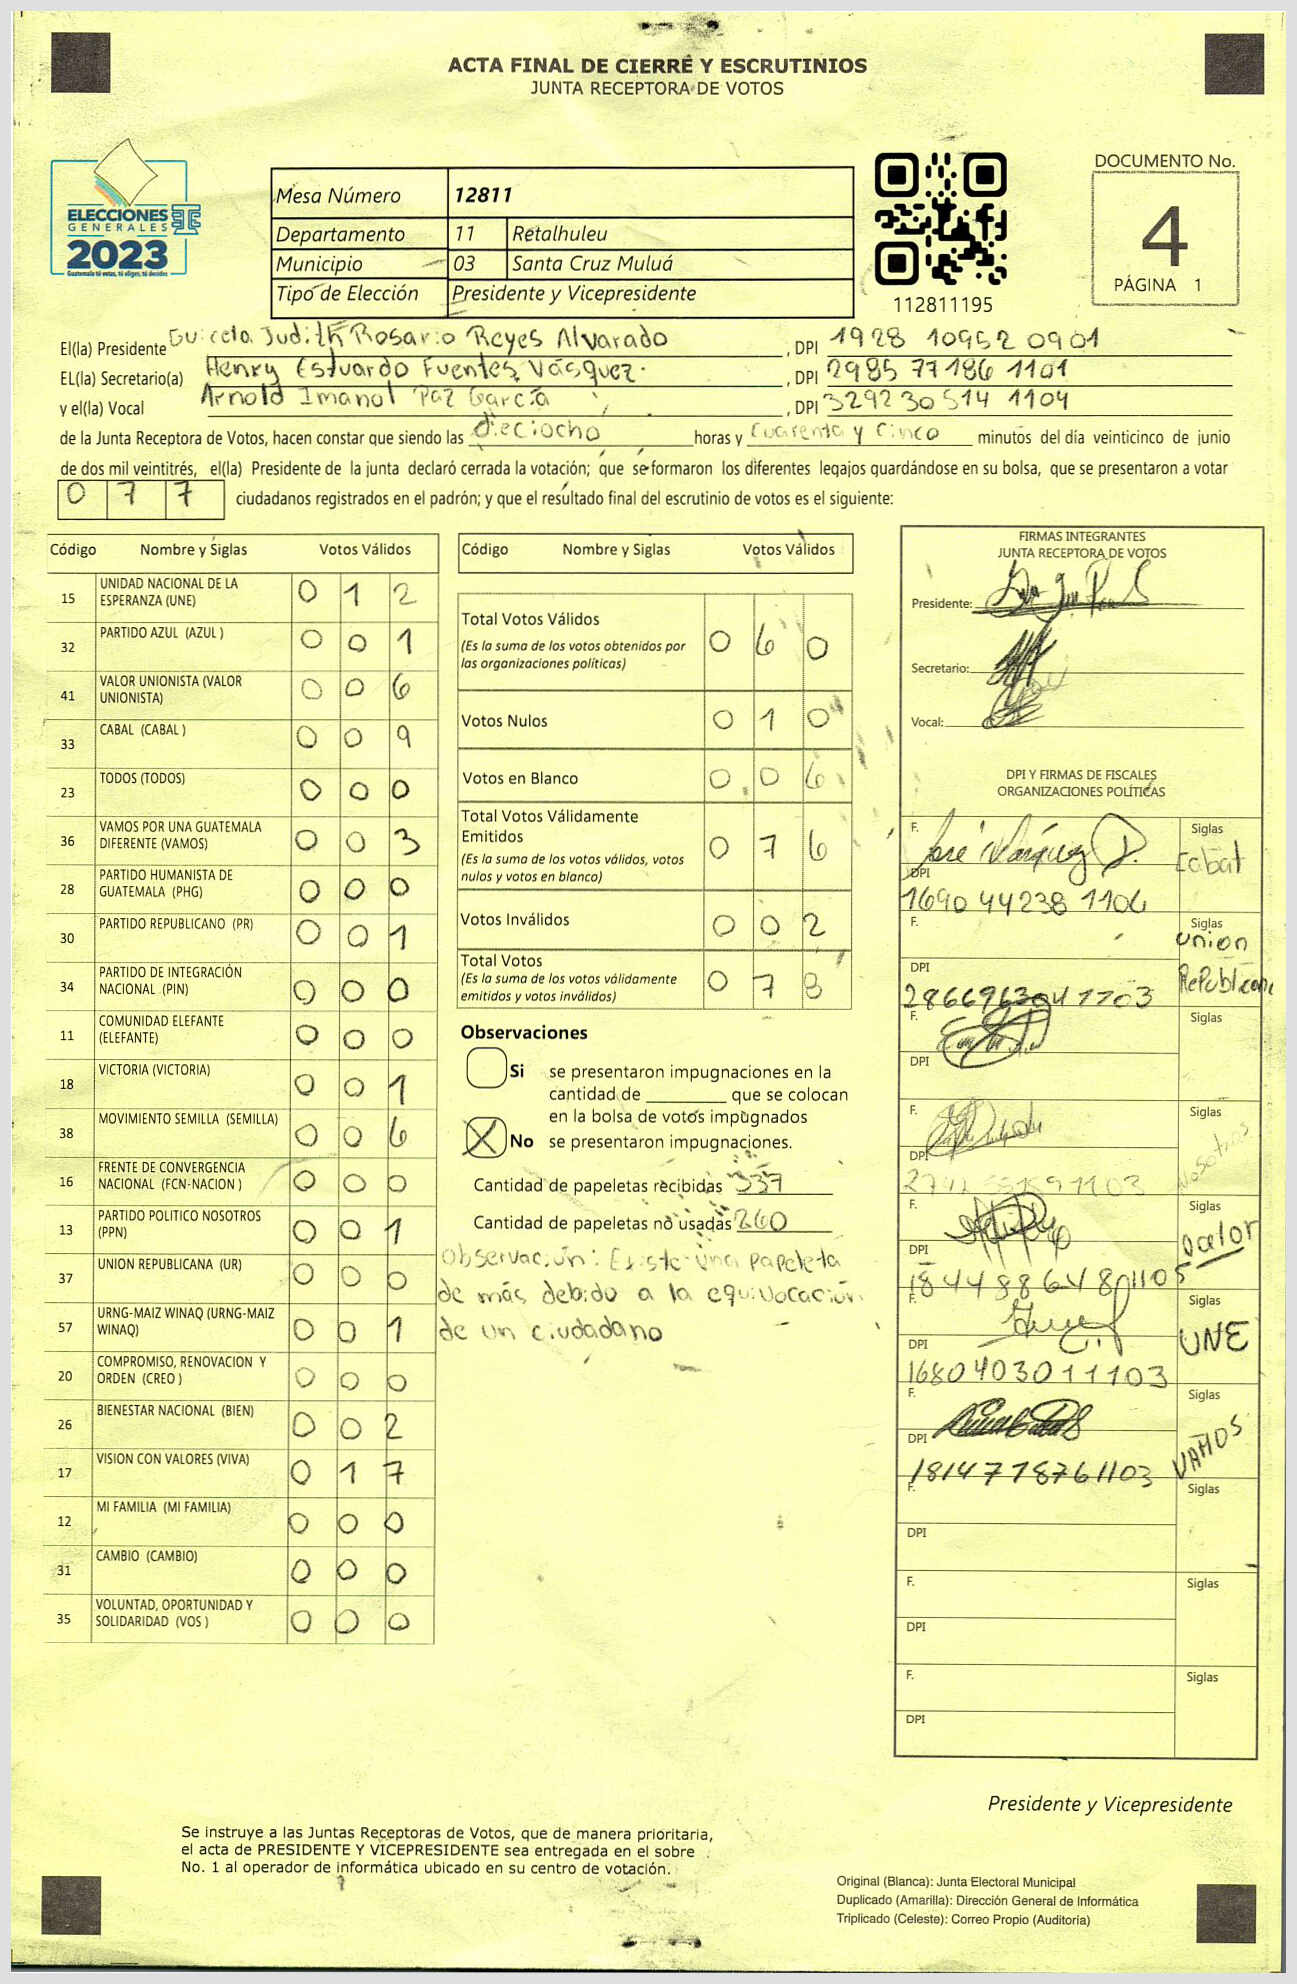 ACTA FINAL DE CIERRE Y ESCRUTINIOS
JUNTA RECEPTORA DE VOTOS
ELECCIONES
GENERALES
2023
Guatemala tú votas, tú eliges, tú decides
Mesa Número 12811
Departamento 11 Retalhuleu
Municipio 03 Santa Cruz Muluá
Tipo de Elección Presidente y Vicepresidente
112811195
DOCUMENTO No.
4
PÁGINA 1
El(la) Presidente Guicela Judith Rosario Reyes Alvarado, DPI 1928 10952 0901
EL(la) Secretario(a) Henry Estuardo Fuentes Vásquez, DPI 2985 77186 1101
y el(la) Vocal Arnold Imanol Paz García, DPI 3292 30514 1104
de la Junta Receptora de Votos, hacen constar que siendo las dieciocho horas y cuarenta y cinco minutos del día veinticinco de junio
de dos mil veintitrés, el(la) Presidente de la junta declaró cerrada la votación; que se formaron los diferentes legajos guardándose en su bolsa, que se presentaron a votar
077 ciudadanos registrados en el padrón; y que el resultado final del escrutinio de votos es el siguiente:
Código Nombre y Siglas Votos Válidos
15 UNIDAD NACIONAL DE LA ESPERANZA (UNE) 0 1 2
32 PARTIDO AZUL (AZUL ) 0 0 1
41 VALOR UNIONISTA (VALOR UNIONISTA) 0 0 6
33 CABAL (CABAL ) 0 0 9
23 TODOS (TODOS) 0 0 0
36 VAMOS POR UNA GUATEMALA DIFERENTE (VAMOS) 0 0 3
28 PARTIDO HUMANISTA DE GUATEMALA (PHG) 0 0 0
30 PARTIDO REPUBLICANO (PR) 0 0 1
34 PARTIDO DE INTEGRACIÓN NACIONAL (PIN) 0 0 0
11 COMUNIDAD ELEFANTE (ELEFANTE) 0 0 0
18 VICTORIA (VICTORIA) 0 0 1
38 MOVIMIENTO SEMILLA (SEMILLA) 0 0 6
16 FRENTE DE CONVERGENCIA NACIONAL (FCN-NACION ) 0 0 0
13 PARTIDO POLITICO NOSOTROS (PPN) 0 0 1
37 UNION REPUBLICANA (UR) 0 0 0
57 URNG-MAIZ WINAQ (URNG-MAIZ WINAQ) 0 0 1
20 COMPROMISO, RENOVACION Y ORDEN (CREO ) 0 0 0
26 BIENESTAR NACIONAL (BIEN) 0 0 2
17 VISION CON VALORES (VIVA) 0 1 7
12 MI FAMILIA (MI FAMILIA) 0 0 0
31 CAMBIO (CAMBIO) 0 0 0
35 VOLUNTAD, OPORTUNIDAD Y SOLIDARIDAD (VOS ) 0 0 0
Código Nombre y Siglas Votos Válidos
Total Votos Válidos 0 6 0
(Es la suma de los votos obtenidos por
las organizaciones políticas)
Votos Nulos 0 1 0
Votos en Blanco 0 0 6
Total Votos Válidamente
Emitidos 0 7 6
(Es la suma de los votos válidos, votos
nulos y votos en blanco)
Votos Inválidos 0 0 2
Total Votos 0 7 8
(Es la suma de los votos válidamente
emitidos y votos inválidos)
Observaciones
Si se presentaron impugnaciones en la
cantidad de ________ que se colocan
en la bolsa de votos impugnados
X No se presentaron impugnaciones.
Cantidad de papeletas recibidas 337
Cantidad de papeletas no usadas 260
Observación: Existe una papeleta
de más debido a la equivocación
de un ciudadano
FIRMAS INTEGRANTES
JUNTA RECEPTORA DE VOTOS
Presidente:
Secretario:
Vocal:
DPI Y FIRMAS DE FISCALES
ORGANIZACIONES POLÍTICAS
F. José Márquez Siglas
Cabal
DPI
1690 44238 1106
F. Siglas
Union
Republicana
DPI
2866963041103
F. Siglas
DPI
F. Siglas
Nosotros
DPI
F. Siglas
Valor
DPI
1844886481105
F. Siglas
UNE
DPI
1680403011103
F. Siglas
VAMOS
DPI
1814778761103
F. Siglas
DPI
F. Siglas
DPI
F. Siglas
DPI
Presidente y Vicepresidente
Se instruye a las Juntas Receptoras de Votos, que de manera prioritaria,
el acta de PRESIDENTE Y VICEPRESIDENTE sea entregada en el sobre
No. 1 al operador de informática ubicado en su centro de votación.
Original (Blanca): Junta Electoral Municipal
Duplicado (Amarilla): Dirección General de Informática
Triplicado (Celeste): Correo Propio (Auditoría)